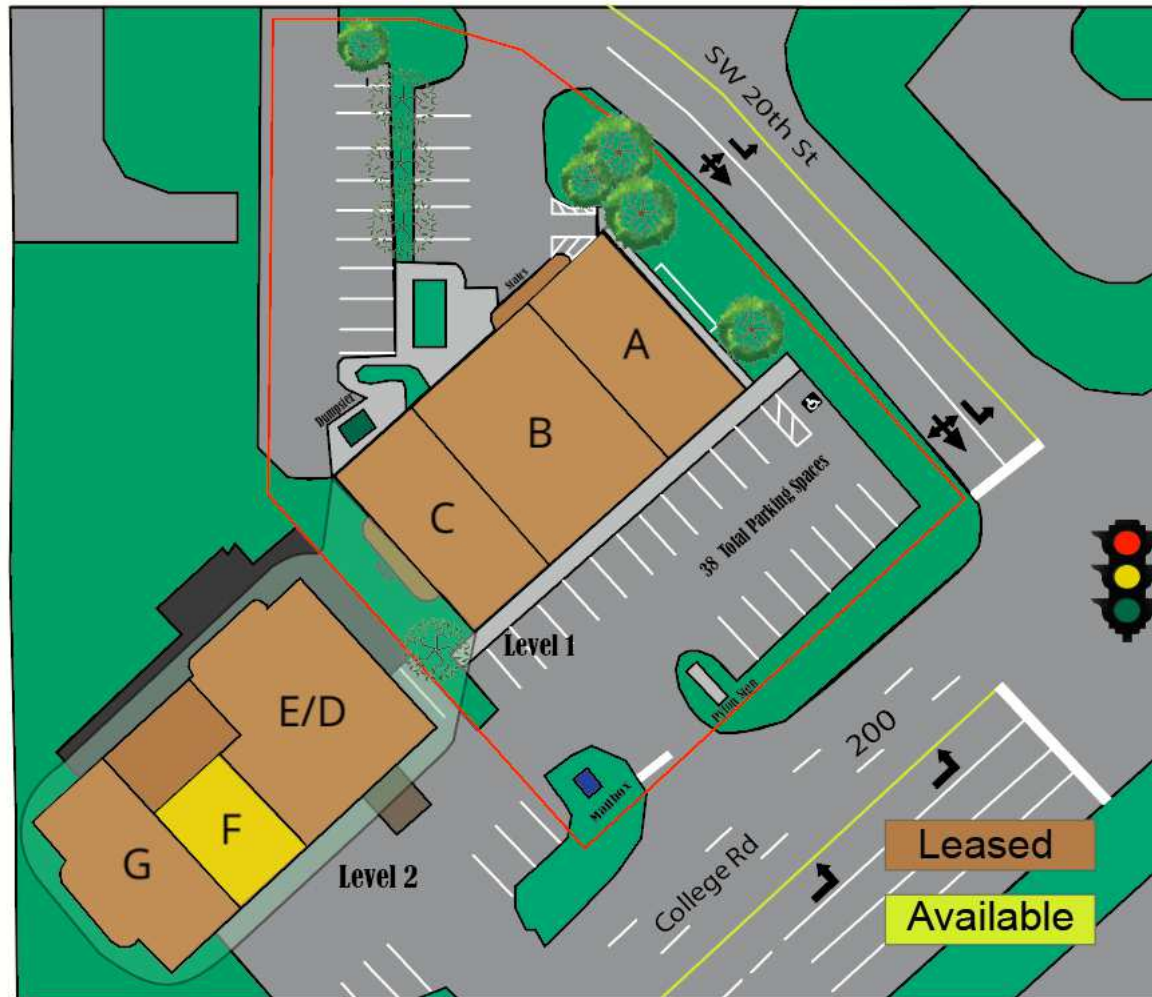 SW 20th St
Stairs
A
B
C
Dumpster
38 Total Parking Spaces
Level 1
E/D
F
G
Level 2
Pylon Sign
Mailbox
200
College Rd
Leased
Available